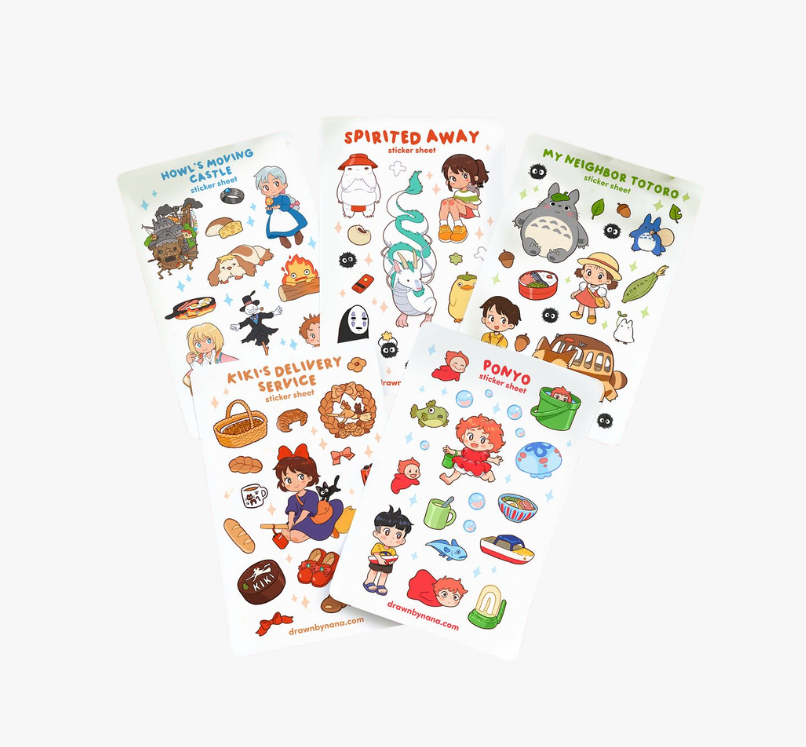 HOWL'S MOVING
CASTLE
sticker sheet
SPIRITED AWAY
sticker sheet
MY NEIGHBOR TOTORO
sticker sheet
KIKI'S DELIVERY
SERVICE
sticker sheet
KIKI
drawnbynana.com
PONYO
sticker sheet
drawnbynana.com